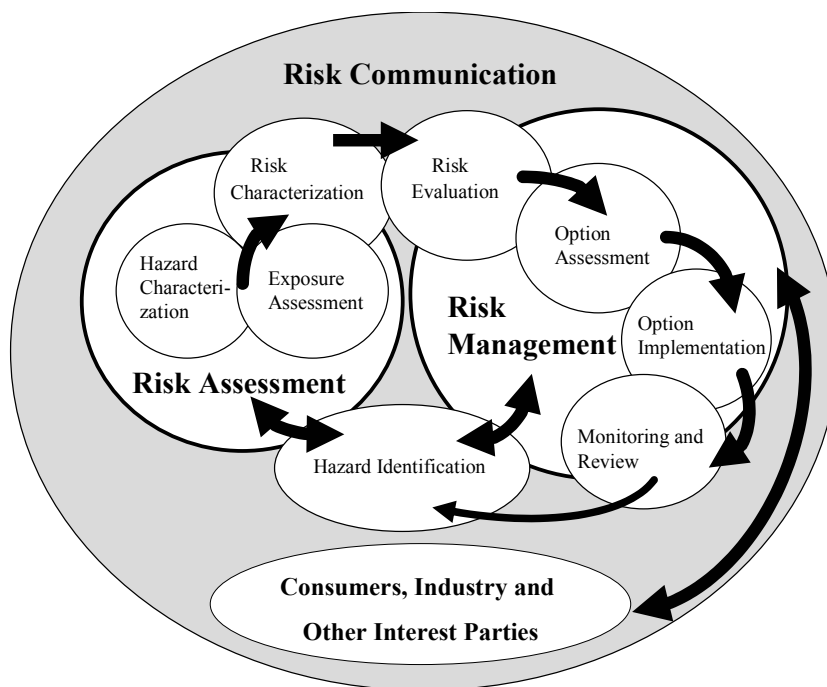 Risk Communication
Risk
Characterization
Risk
Evaluation
Option
Assessment
Hazard
Characteri-
zation
Exposure
Assessment
Risk
Management
Option
Implementation
Risk Assessment
Monitoring and
Review
Hazard Identification
Consumers, Industry and
Other Interest Parties